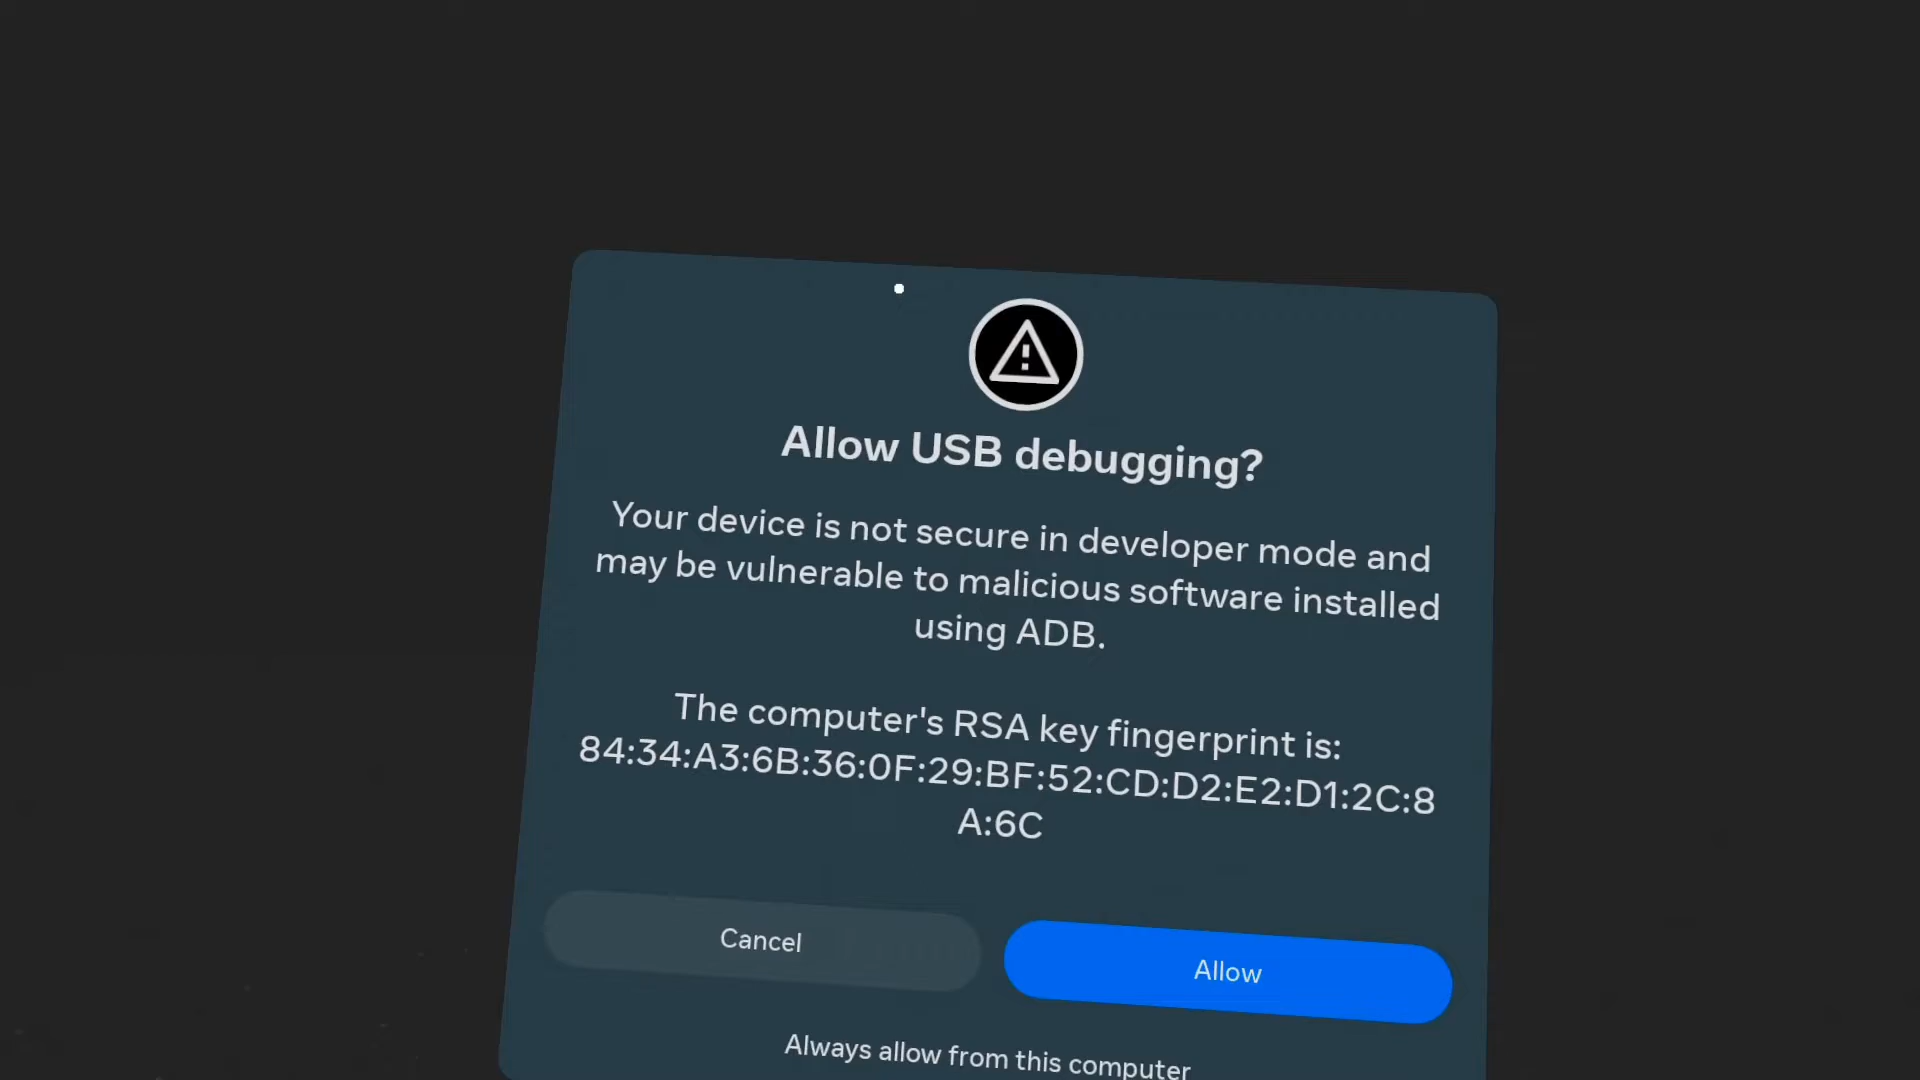 Allow USB debugging?
Your device is not secure in developer mode and
may be vulnerable to malicious software installed
using ADB.
The computer's RSA key fingerprint is:
84:34:A3:6B:36:0F:29:BF:52:CD:D2:E2:D1:2C:8
A:6C
Cancel
Allow
Always allow from this computer